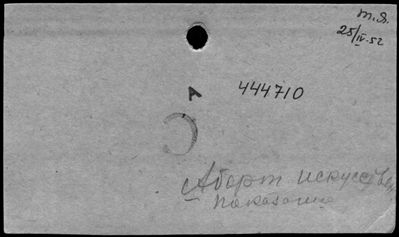 т.я.
25/IV-52
А
444710
Аборт искусств.
показания